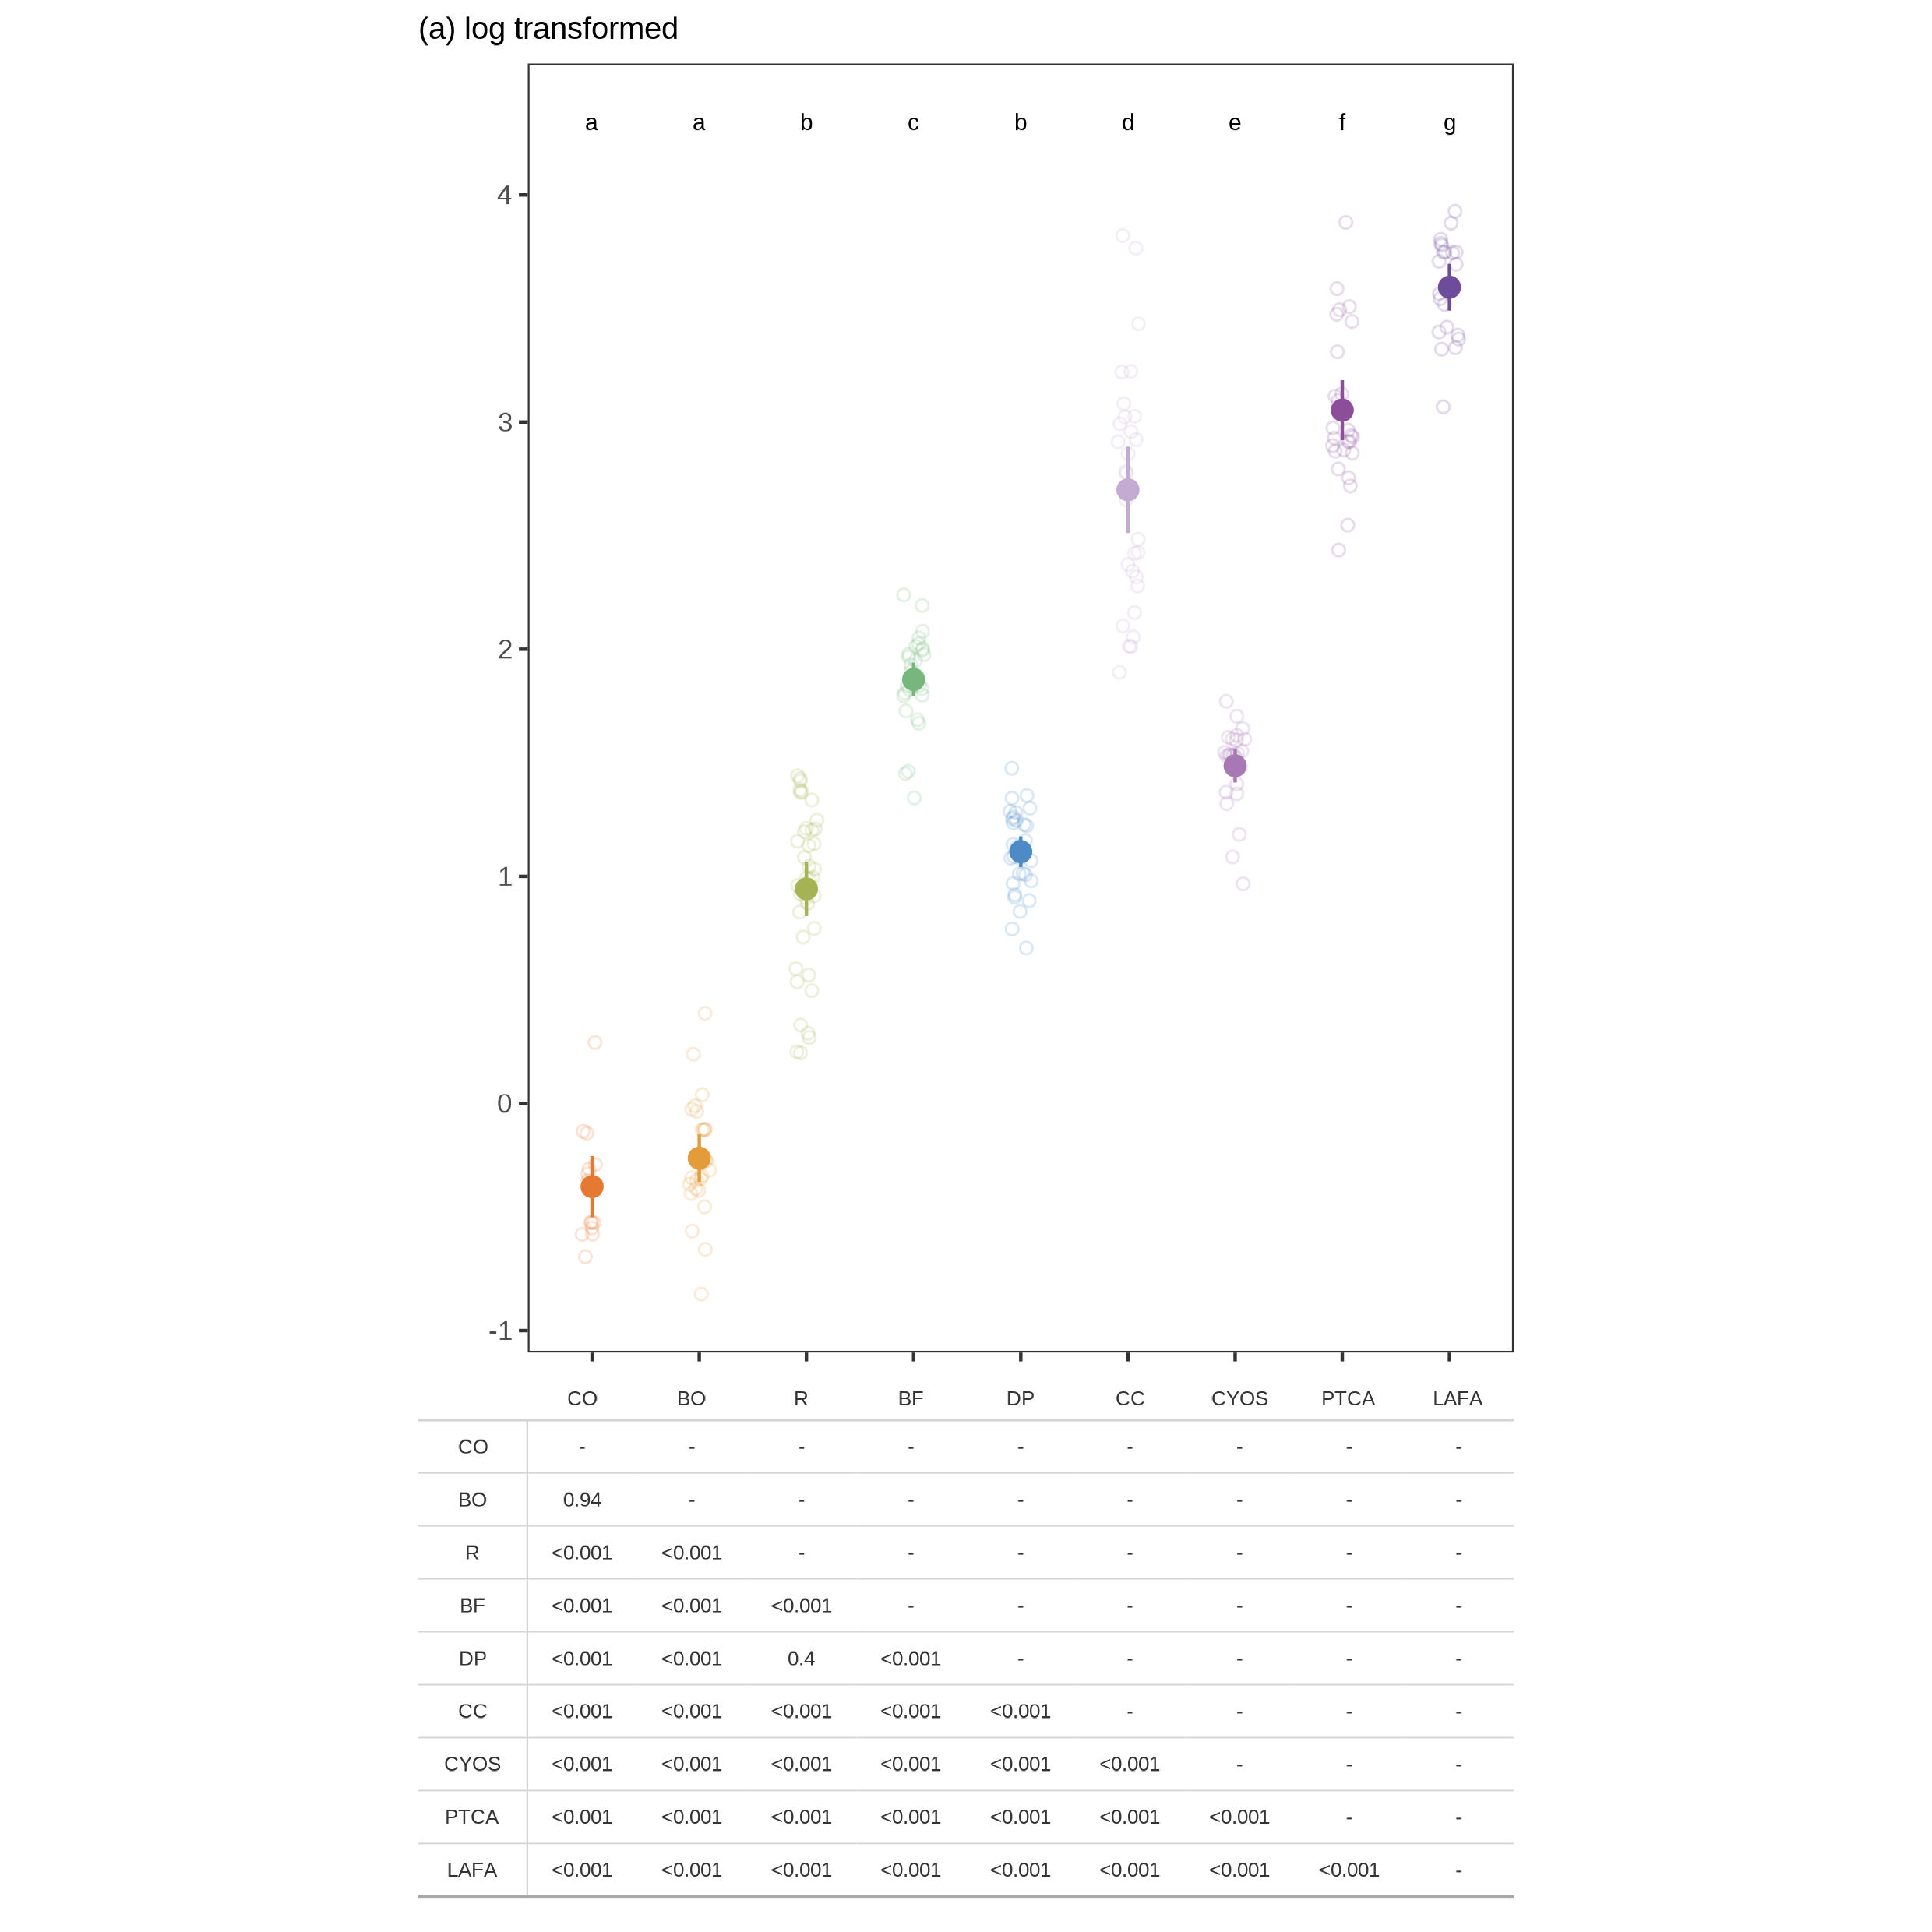 (a) log transformed
a a b c b d e f g
4
3
2
1
0
-1
CO BO R BF DP CC CYOS PTCA LAFA
CO - - - - - - - - -
BO 0.94 - - - - - - - -
R <0.001 <0.001 - - - - - - -
BF <0.001 <0.001 <0.001 - - - - - -
DP <0.001 <0.001 0.4 <0.001 - - - - -
CC <0.001 <0.001 <0.001 <0.001 <0.001 - - - -
CYOS <0.001 <0.001 <0.001 <0.001 <0.001 <0.001 - - -
PTCA <0.001 <0.001 <0.001 <0.001 <0.001 <0.001 <0.001 - -
LAFA <0.001 <0.001 <0.001 <0.001 <0.001 <0.001 <0.001 <0.001 -